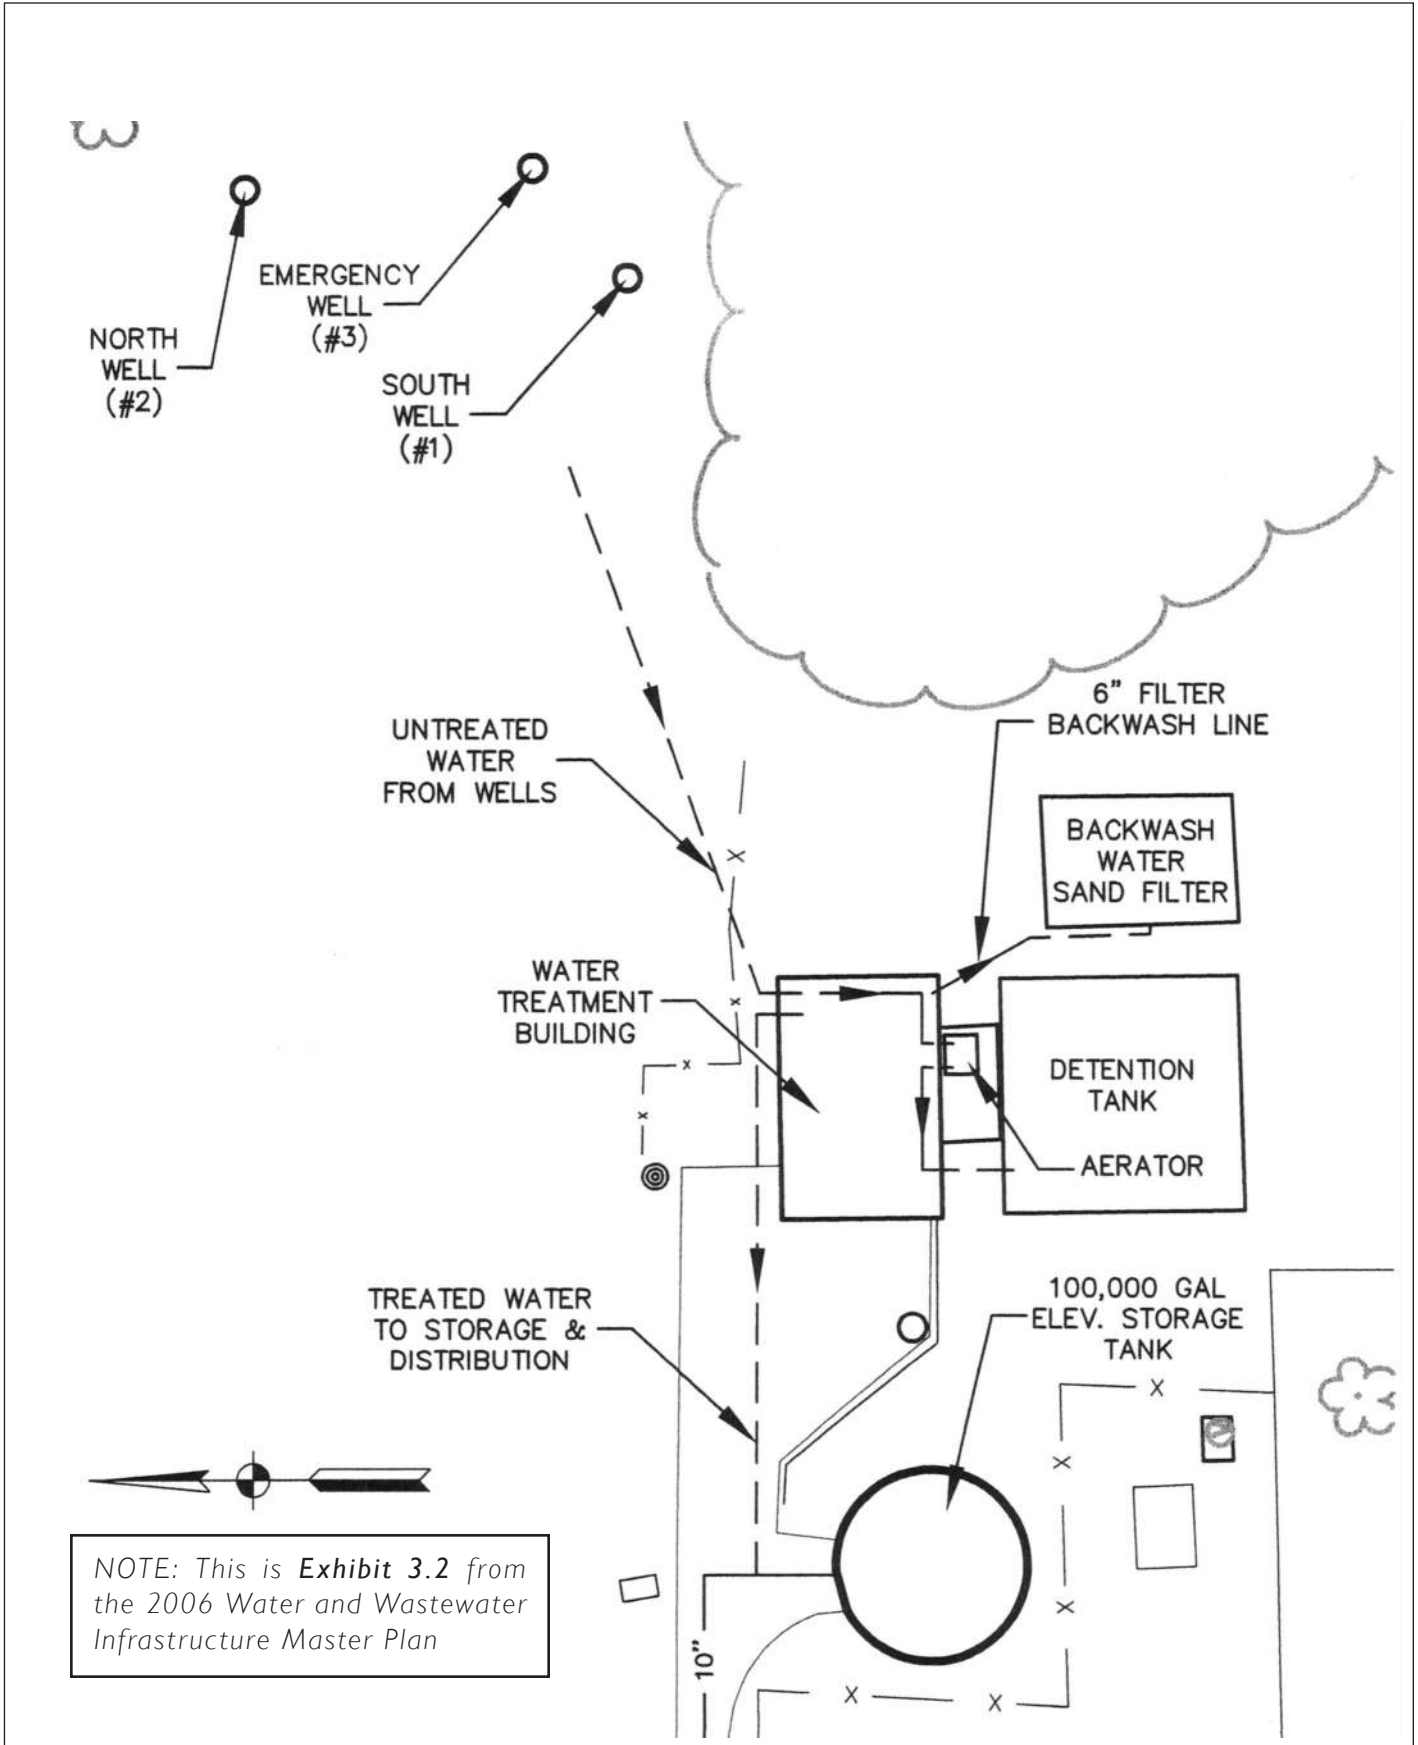 EMERGENCY
WELL
(#3)
NORTH
WELL
(#2)
SOUTH
WELL
(#1)
6” FILTER
BACKWASH LINE
UNTREATED
WATER
FROM WELLS
BACKWASH
WATER
SAND FILTER
WATER
TREATMENT
BUILDING
DETENTION
TANK
AERATOR
TREATED WATER
TO STORAGE &
DISTRIBUTION
100,000 GAL
ELEV. STORAGE
TANK
NOTE: This is Exhibit 3.2 from
the 2006 Water and Wastewater
Infrastructure Master Plan
10”